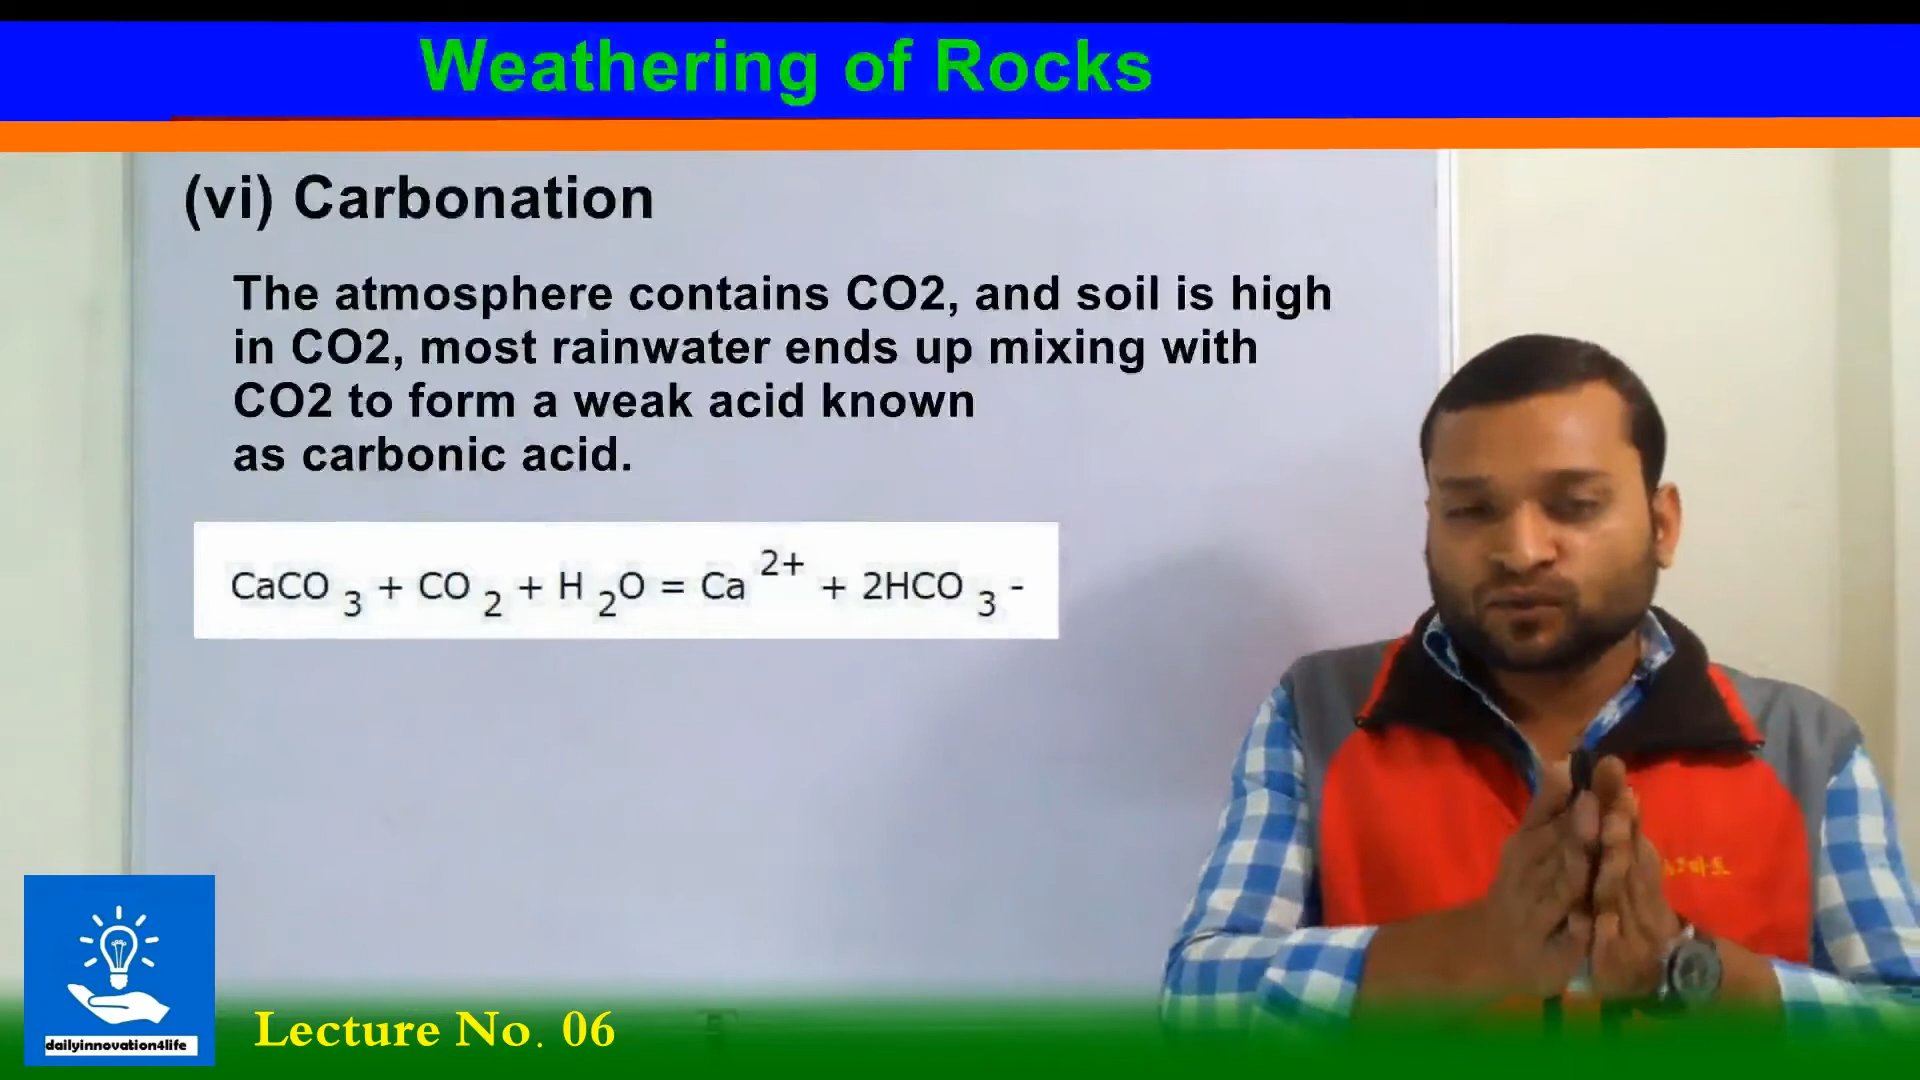 Weathering of Rocks
(vi) Carbonation
The atmosphere contains CO2, and soil is high
in CO2, most rainwater ends up mixing with
CO2 to form a weak acid known
as carbonic acid.
CaCO 3 + CO 2 + H 2O = Ca 2+ + 2HCO 3 -
dailyinnovation4life
Lecture No. 06